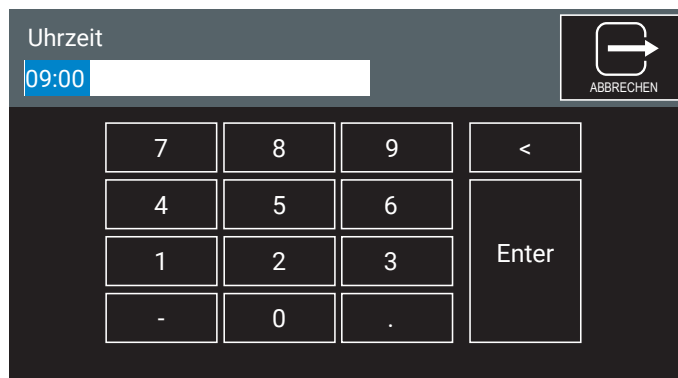 Uhrzeit
09:00
ABBRECHEN
7 8 9 <
4 5 6
1 2 3 Enter
- 0 .